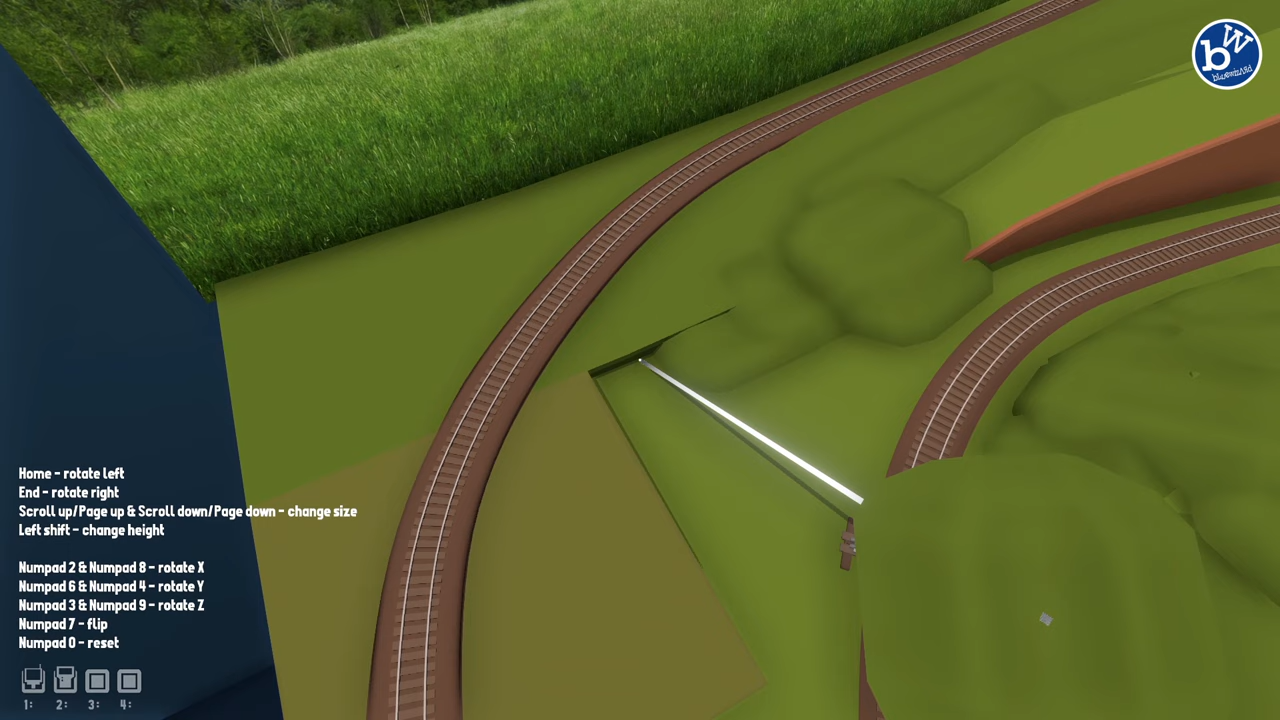 bW
bluewizard
Home - rotate left
End - rotate right
Scroll up/Page up & Scroll down/Page down - change size
Left shift - change height
Numpad 2 & Numpad 8 - rotate X
Numpad 6 & Numpad 4 - rotate Y
Numpad 3 & Numpad 9 - rotate Z
Numpad 7 - flip
Numpad 0 - reset
1: 2: 3: 4: